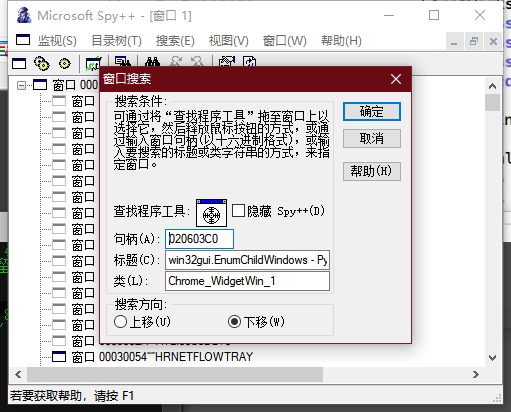 Microsoft Spy++ - [窗口 1]
监视(S) 目录树(T) 搜索(E) 视图(V) 窗口(W) 帮助(H)
窗口 000
窗口搜索
窗口
窗口
窗口
窗口
窗口
窗口
窗口
窗口
窗口
窗口
窗口
窗口
窗口
窗口
搜索条件:
可通过将“查找程序工具”拖至窗口上以
选择它，然后释放鼠标按钮的方式，或通
过输入窗口句柄(以十六进制格式)，或输
入要搜索的标题或类字符串的方式，来指
定窗口。
确定
取消
帮助(H)
查找程序工具:
隐藏 Spy++(D)
句柄(A): 020603C0
标题(C): win32gui.EnumChildWindows - Py
类(L): Chrome_WidgetWin_1
搜索方向:
上移(U) 下移(W)
窗口 00030054""HRNETFLOWTRAY
若要获取帮助，请按 F1